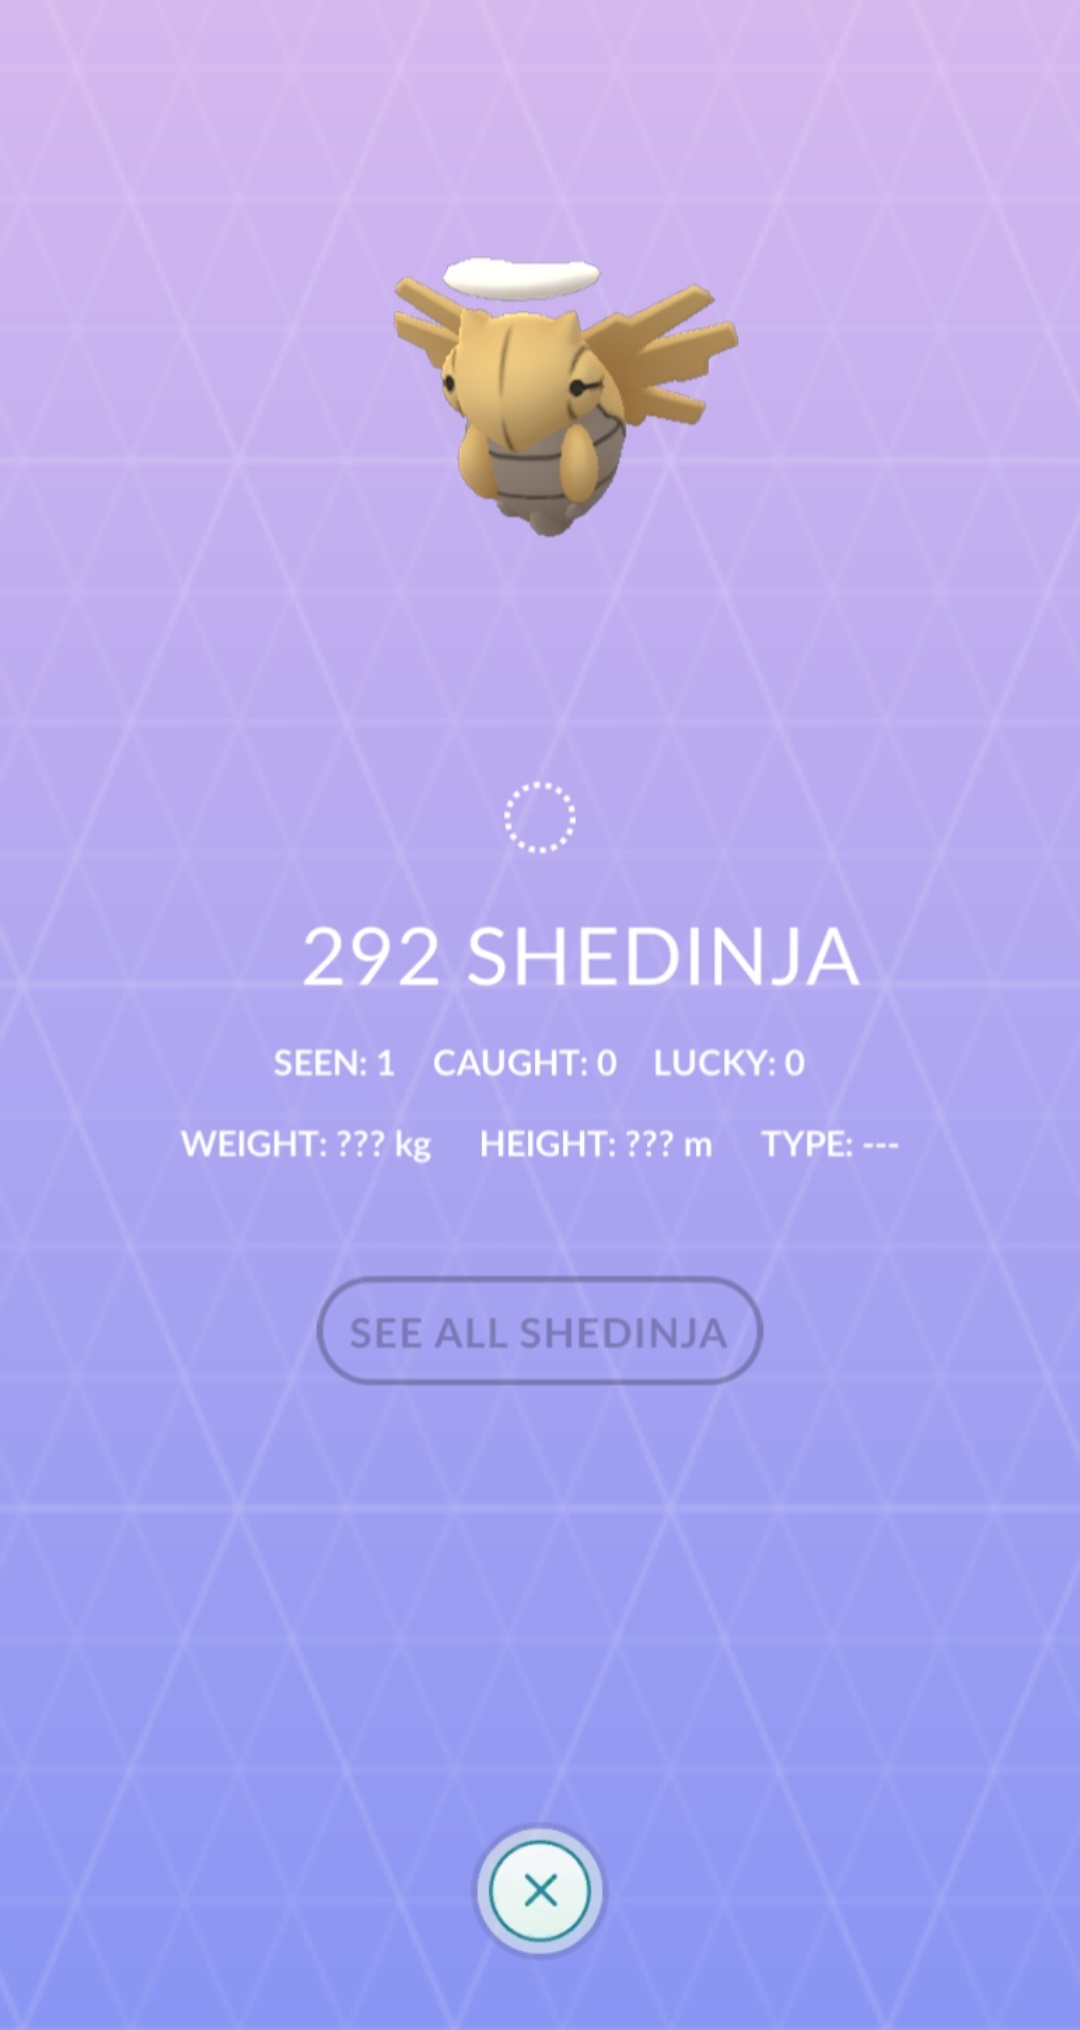 292 SHEDINJA
SEEN: 1 CAUGHT: 0 LUCKY: 0
WEIGHT: ??? kg HEIGHT: ??? m TYPE: ---
SEE ALL SHEDINJA